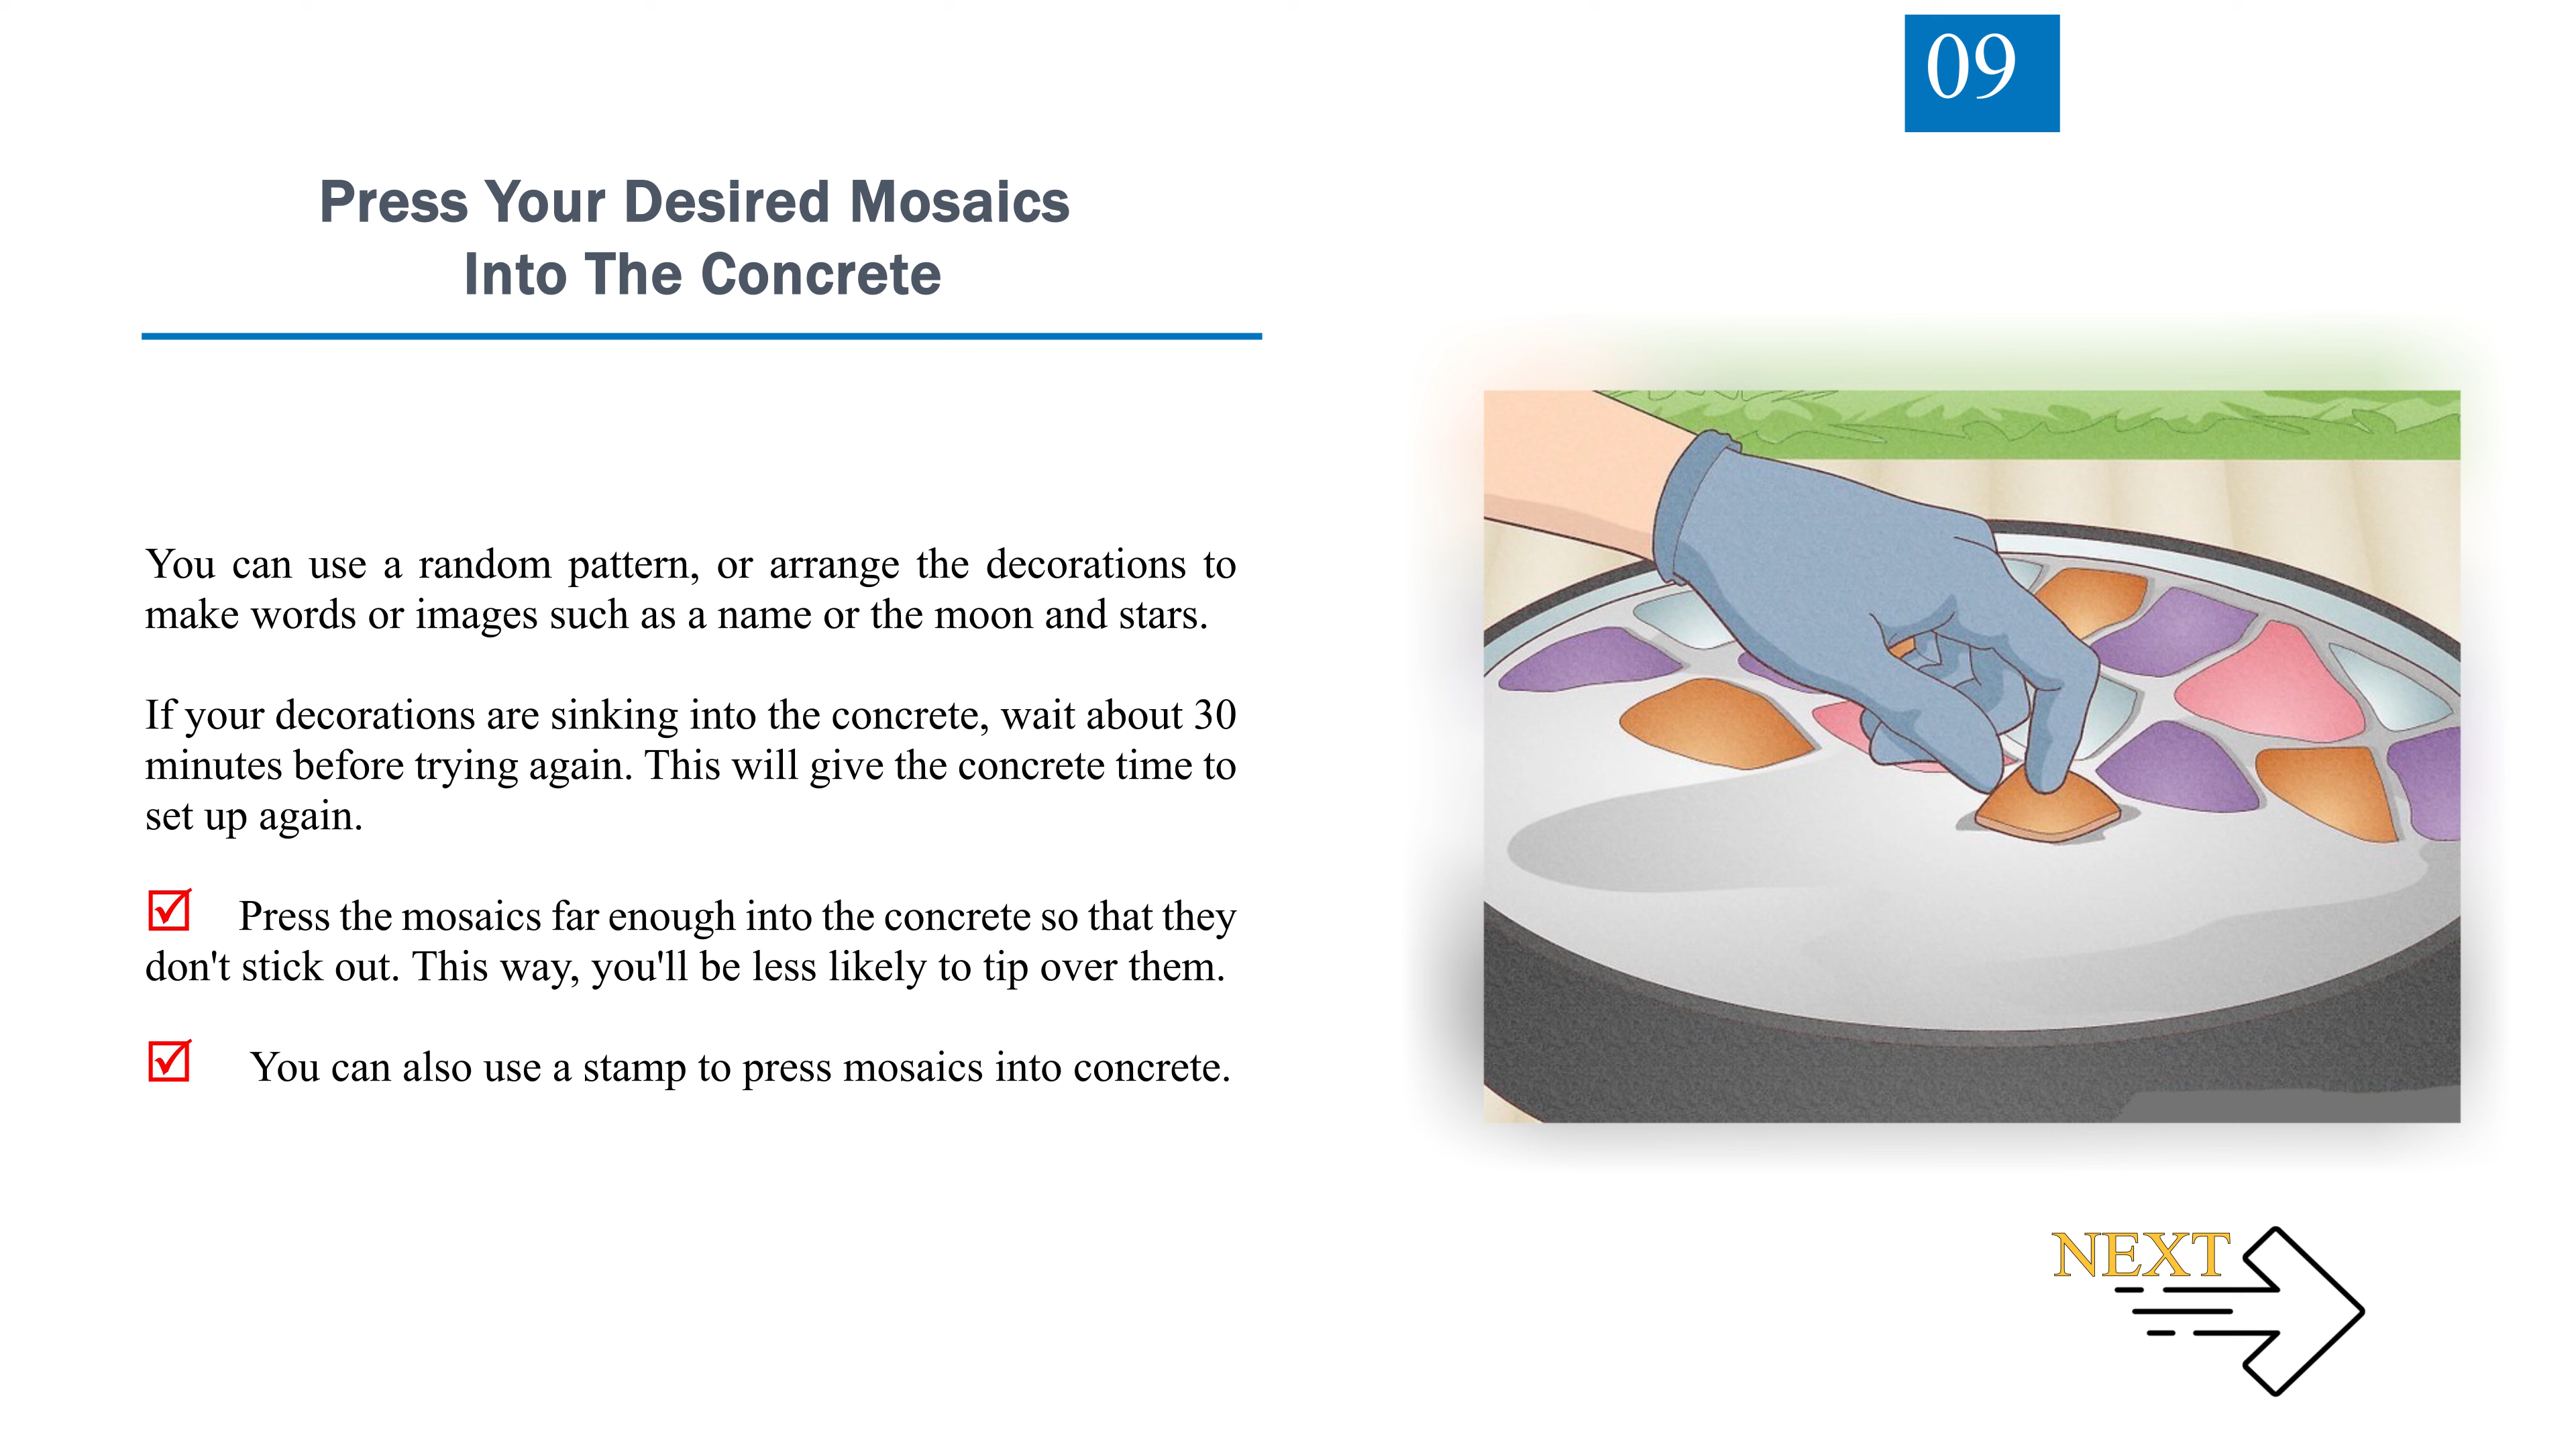 09
Press Your Desired Mosaics
Into The Concrete
You can use a random pattern, or arrange the decorations to
make words or images such as a name or the moon and stars.
If your decorations are sinking into the concrete, wait about 30
minutes before trying again. This will give the concrete time to
set up again.
Press the mosaics far enough into the concrete so that they
don't stick out. This way, you'll be less likely to tip over them.
You can also use a stamp to press mosaics into concrete.
NEXT